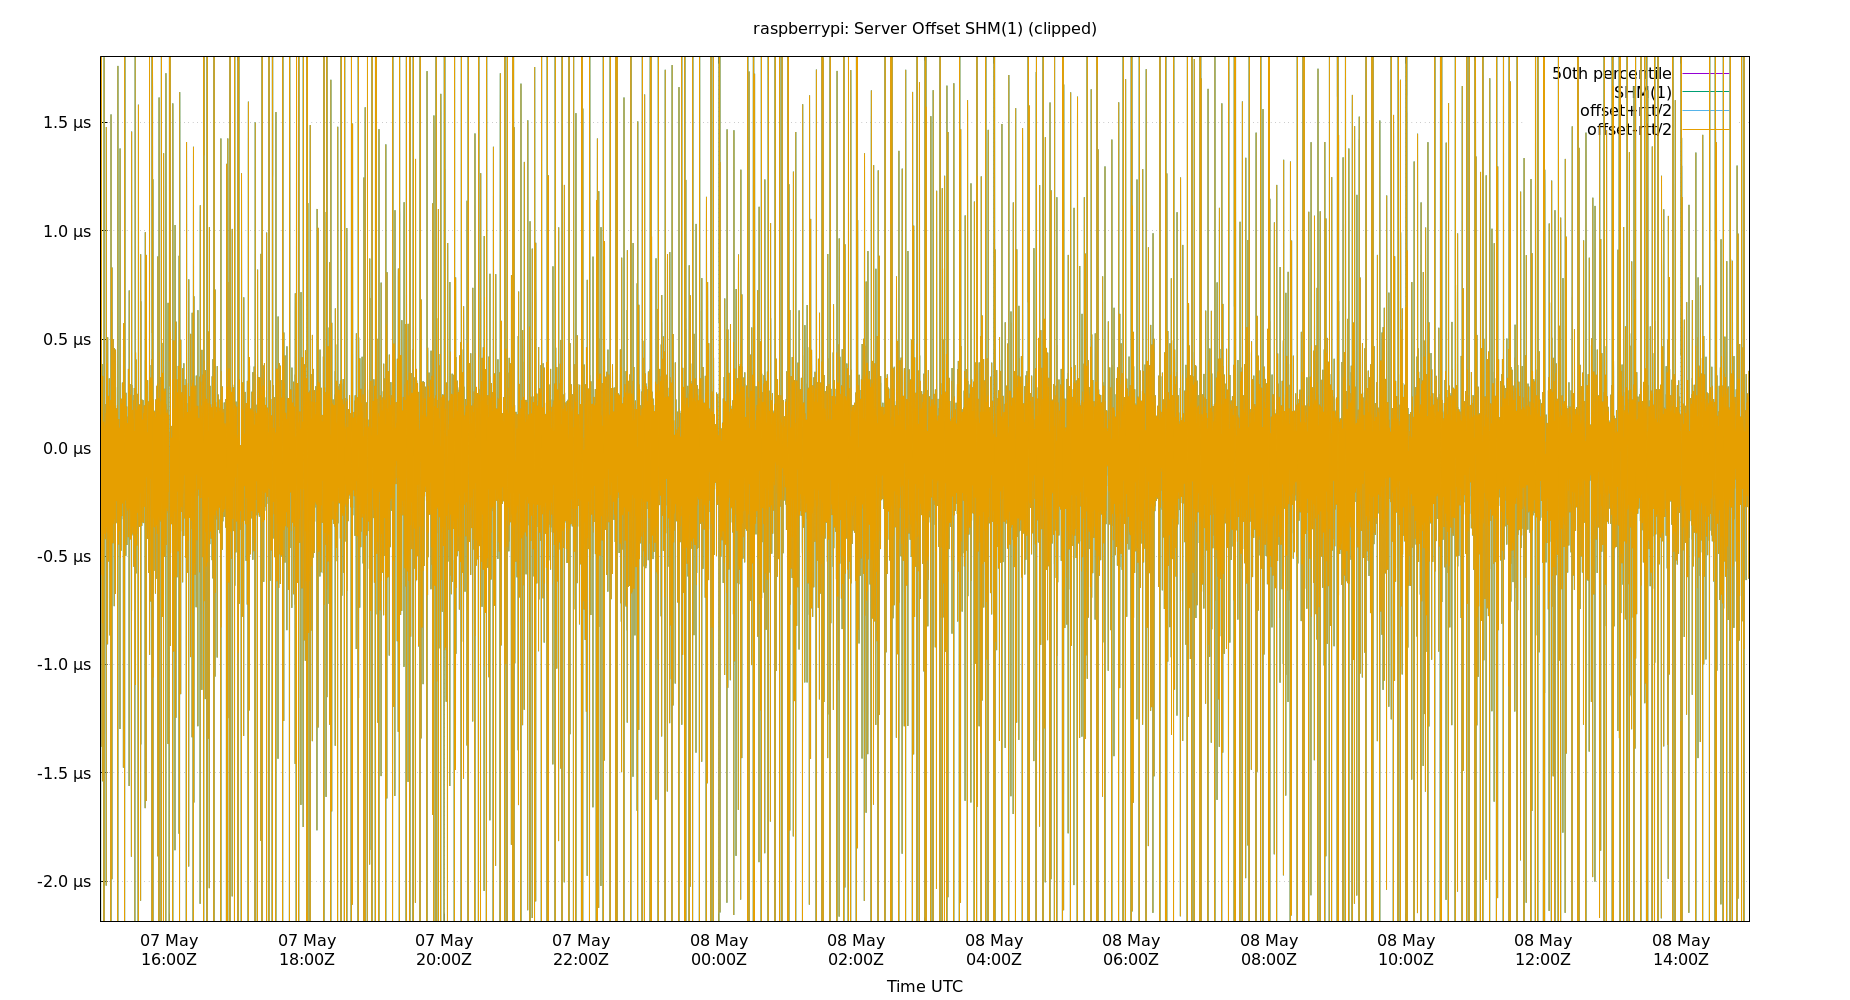 raspberrypi: Server Offset SHM(1) (clipped)
50th percentile
SHM(1)
offset+rtt/2
offset-rtt/2
1.5 µs
1.0 µs
0.5 µs
0.0 µs
-0.5 µs
-1.0 µs
-1.5 µs
-2.0 µs
07 May 07 May 07 May 07 May 08 May 08 May 08 May 08 May 08 May 08 May 08 May 08 May
16:00Z 18:00Z 20:00Z 22:00Z 00:00Z 02:00Z 04:00Z 06:00Z 08:00Z 10:00Z 12:00Z 14:00Z
Time UTC